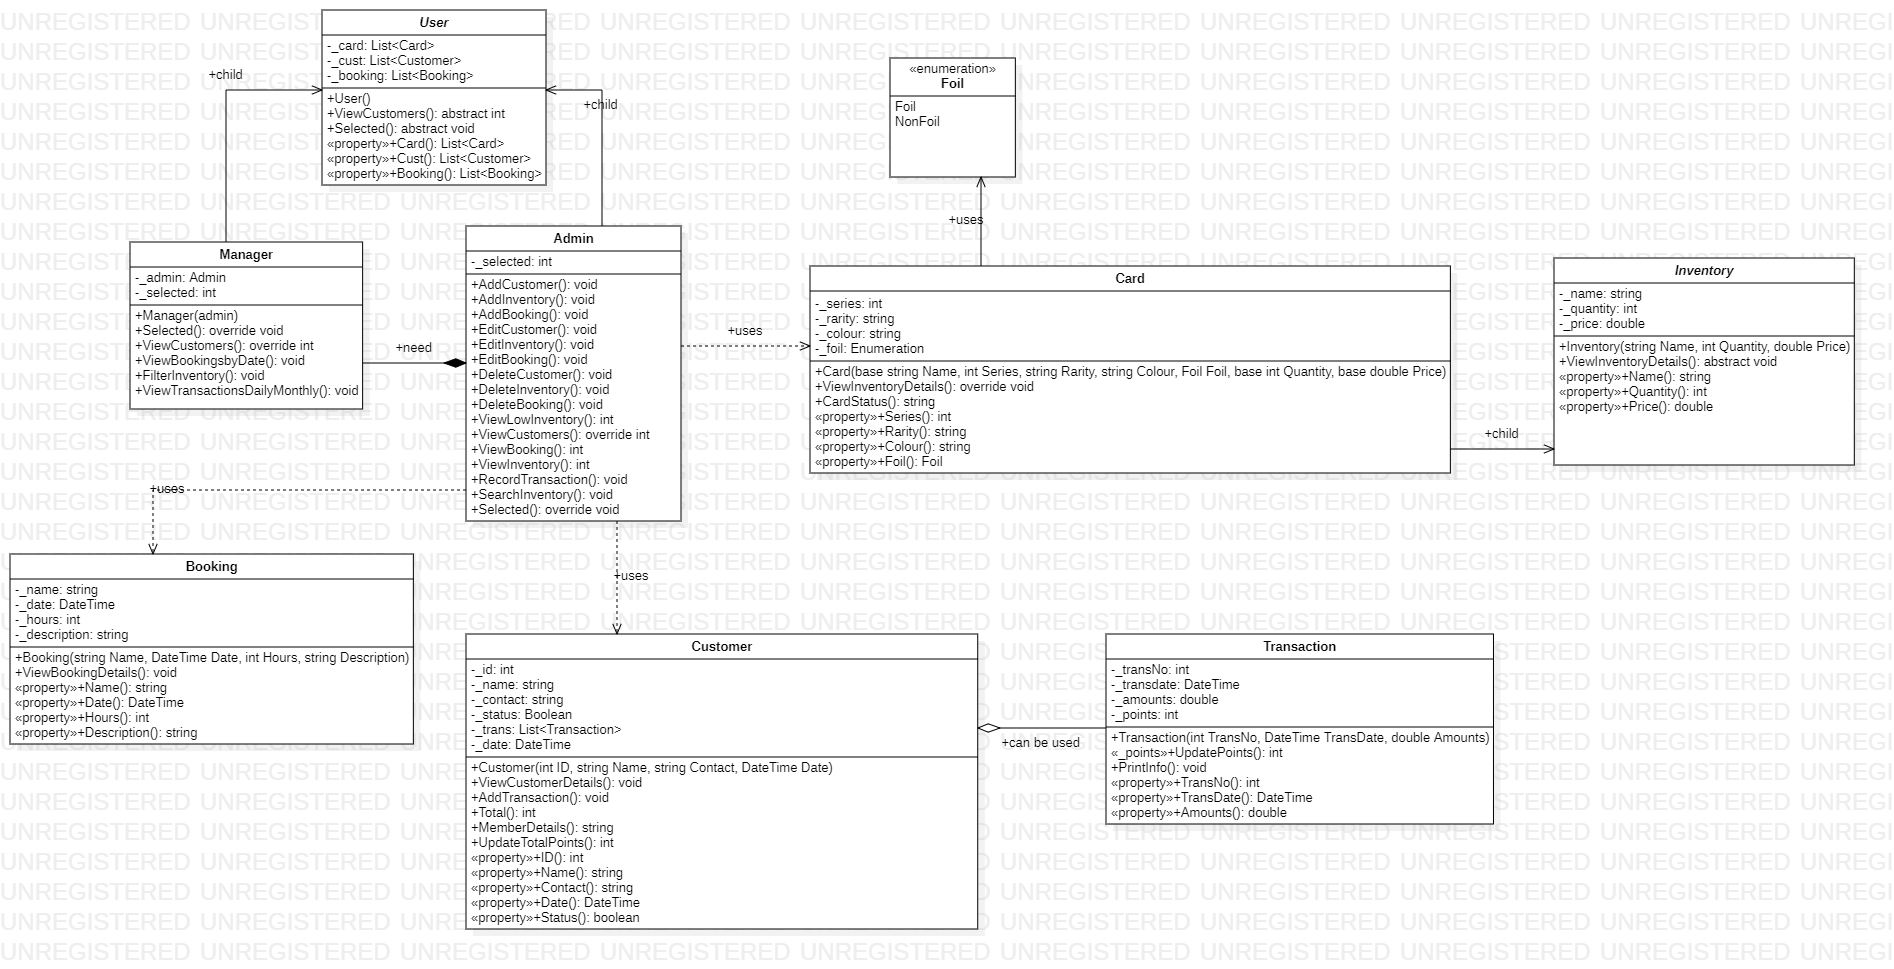 User
-_card: List<Card>
-_cust: List<Customer>
-_booking: List<Booking>
+User()
+ViewCustomers(): abstract int
+Selected(): abstract void
«property»+Card(): List<Card>
«property»+Cust(): List<Customer>
«property»+Booking(): List<Booking>
+child
+child
«enumeration»
Foil
Foil
NonFoil
+uses
Manager
-_admin: Admin
-_selected: int
+Manager(admin)
+Selected(): override void
+ViewCustomers(): override int
+ViewBookingsbyDate(): void
+FilterInventory(): void
+ViewTransactionsDailyMonthly(): void
+need
Admin
-_selected: int
+AddCustomer(): void
+AddInventory(): void
+AddBooking(): void
+EditCustomer(): void
+EditInventory(): void
+EditBooking(): void
+DeleteCustomer(): void
+DeleteInventory(): void
+DeleteBooking(): void
+ViewLowInventory(): int
+ViewCustomers(): override int
+ViewBooking(): int
+ViewInventory(): int
+RecordTransaction(): void
+SearchInventory(): void
+Selected(): override void
+uses
Card
-_series: int
-_rarity: string
-_colour: string
-_foil: Enumeration
+Card(base string Name, int Series, string Rarity, string Colour, Foil Foil, base int Quantity, base double Price)
+ViewInventoryDetails(): override void
+CardStatus(): string
«property»+Series(): int
«property»+Rarity(): string
«property»+Colour(): string
«property»+Foil(): Foil
+child
Inventory
-_name: string
-_quantity: int
-_price: double
+Inventory(string Name, int Quantity, double Price)
+ViewInventoryDetails(): abstract void
«property»+Name(): string
«property»+Quantity(): int
«property»+Price(): double
+uses
+uses
Booking
-_name: string
-_date: DateTime
-_hours: int
-_description: string
+Booking(string Name, DateTime Date, int Hours, string Description)
+ViewBookingDetails(): void
«property»+Name(): string
«property»+Date(): DateTime
«property»+Hours(): int
«property»+Description(): string
Customer
-_id: int
-_name: string
-_contact: string
-_status: Boolean
-_trans: List<Transaction>
-_date: DateTime
+Customer(int ID, string Name, string Contact, DateTime Date)
+ViewCustomerDetails(): void
+AddTransaction(): void
+Total(): int
+MemberDetails(): string
+UpdateTotalPoints(): int
«property»+ID(): int
«property»+Name(): string
«property»+Contact(): string
«property»+Date(): DateTime
«property»+Status(): boolean
+can be used
Transaction
-_transNo: int
-_transdate: DateTime
-_amounts: double
-_points: int
+Transaction(int TransNo, DateTime TransDate, double Amounts)
«_points»+UpdatePoints(): int
+PrintInfo(): void
«property»+TransNo(): int
«property»+TransDate(): DateTime
«property»+Amounts(): double
UNREGISTERED